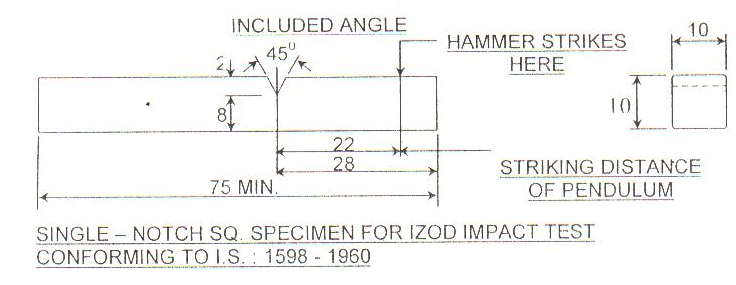 INCLUDED ANGLE
45⁰
HAMMER STRIKES
HERE
10
2
8
10
22
28
STRIKING DISTANCE
OF PENDULUM
75 MIN.
SINGLE – NOTCH SQ. SPECIMEN FOR IZOD IMPACT TEST
CONFORMING TO I.S. : 1598 - 1960